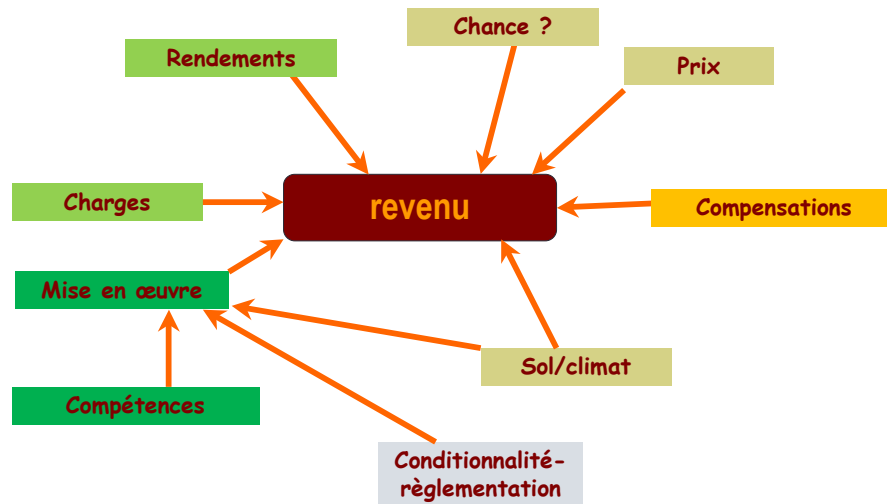 Chance ?
Rendements
Prix
Charges
revenu
Compensations
Mise en œuvre
Sol/climat
Compétences
Conditionnalité-
règlementation